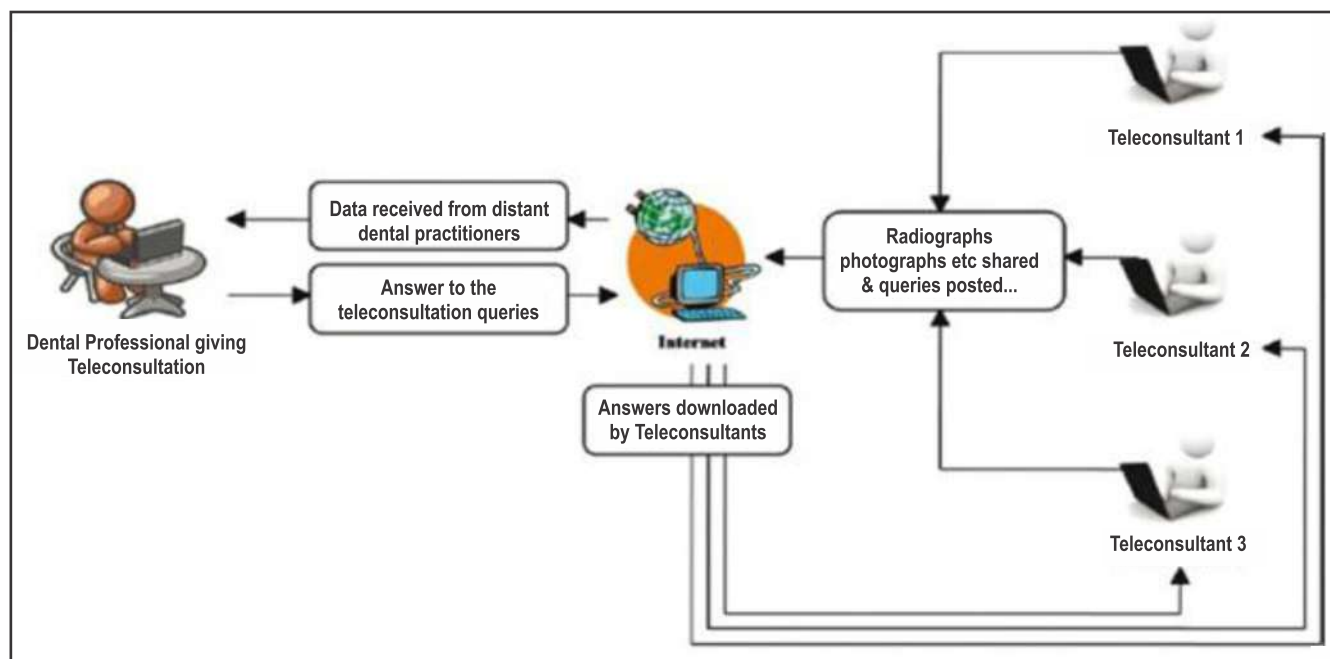 Teleconsultant 1
Data received from distant
dental practitioners
Radiographs
photographs etc shared
& queries posted...
Answer to the
teleconsultation queries
Dental Professional giving
Teleconsultation
Internet
Teleconsultant 2
Answers downloaded
by Teleconsultants
Teleconsultant 3